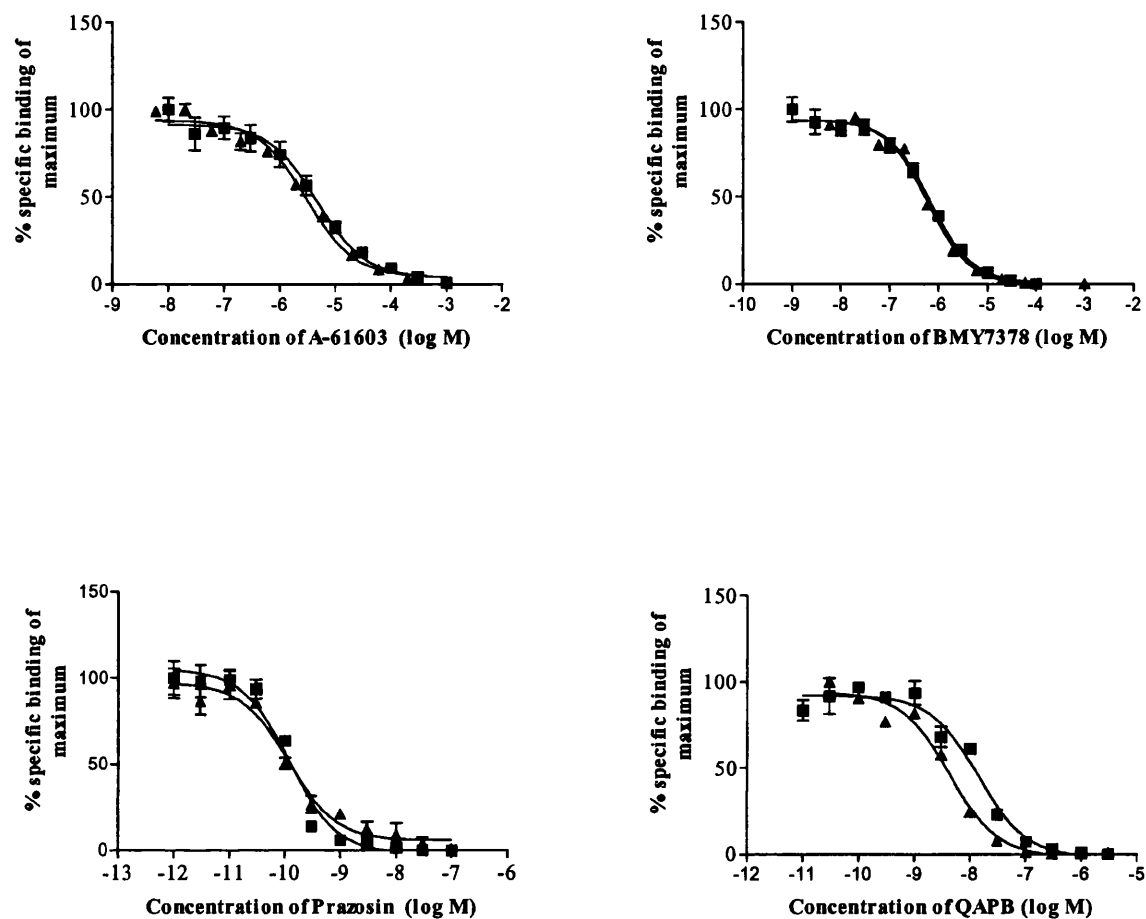 150
100
50
0
% specific binding of
maximum
-9 -8 -7 -6 -5 -4 -3 -2
Concentration of A-61603 (log M)
150
100
50
0
% specific binding of
maximum
-10 -9 -8 -7 -6 -5 -4 -3 -2
Concentration of BMY7378 (log M)
150
100
50
0
% specific binding of
maximum
-13 -12 -11 -10 -9 -8 -7 -6
Concentration of Prazosin (log M)
150
100
50
0
% specific binding of
maximum
-12 -11 -10 -9 -8 -7 -6 -5
Concentration of QAPB (log M)